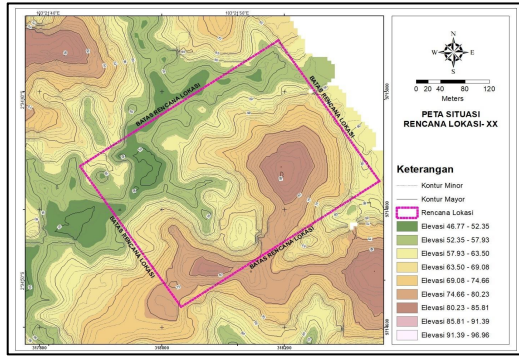 BATAS RENCANA LOKASI
BATAS RENCANA LOKASI
BATAS RENCANA LOKASI
BATAS RENCANA LOKASI
N
W E
S
0 20 40 80 120
Meters
PETA SITUASI
RENCANA LOKASI- XX
Keterangan
Kontur Minor
Kontur Mayor
Rencana Lokasi
Elevasi 46.77 - 52.35
Elevasi 52.35 - 57.93
Elevasi 57.93 - 63.50
Elevasi 63.50 - 69.08
Elevasi 69.08 - 74.66
Elevasi 74.66 - 80.23
Elevasi 80.23 - 85.81
Elevasi 85.81 - 91.39
Elevasi 91.39 - 96.96